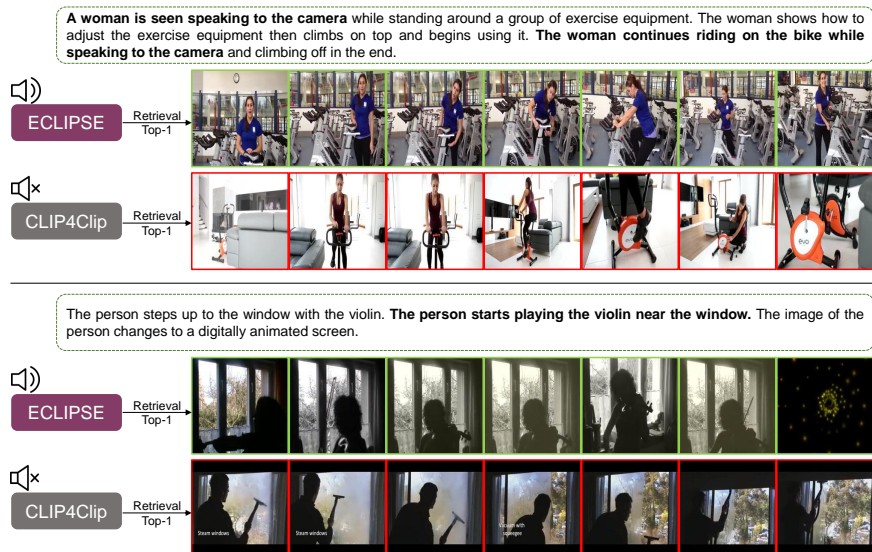 A woman is seen speaking to the camera while standing around a group of exercise equipment. The woman shows how to
adjust the exercise equipment then climbs on top and begins using it. The woman continues riding on the bike while
speaking to the camera and climbing off in the end.
ECLIPSE
Retrieval
Top-1
CLIP4Clip
Retrieval
Top-1
evo
evo
The person steps up to the window with the violin. The person starts playing the violin near the window. The image of the
person changes to a digitally animated screen.
ECLIPSE
Retrieval
Top-1
CLIP4Clip
Retrieval
Top-1
Steam windows
Steam windows
with
squeegee